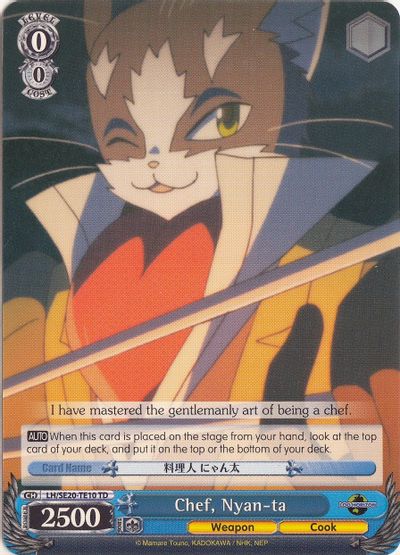 LEVEL
0
0
COST
I have mastered the gentlemanly art of being a chef.
AUTO When this card is placed on the stage from your hand, look at the top
card of your deck, and put it on the top or the bottom of your deck.
Card Name
料理人 にゃん太
CH LH/SE20-TE10 TD
POWER 2500
Chef, Nyan-ta
Weapon
Cook
© Mamare Touno, KADOKAWA / NHK, NEP